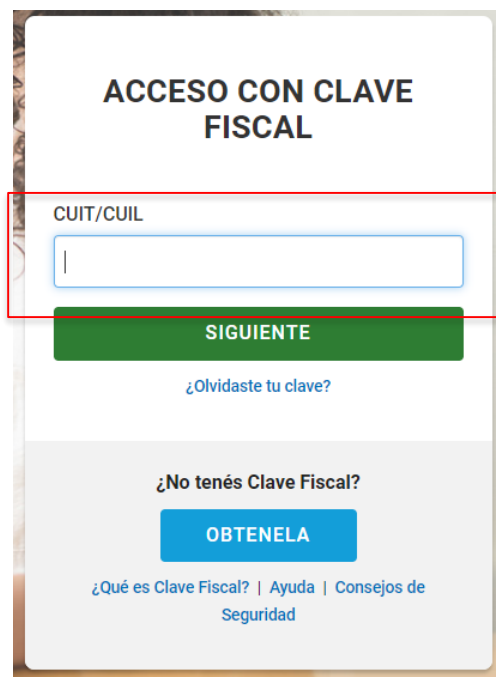 ACCESO CON CLAVE
FISCAL
CUIT/CUIL
SIGUIENTE
¿Olvidaste tu clave?
¿No tenés Clave Fiscal?
OBTENELA
¿Qué es Clave Fiscal? | Ayuda | Consejos de
Seguridad